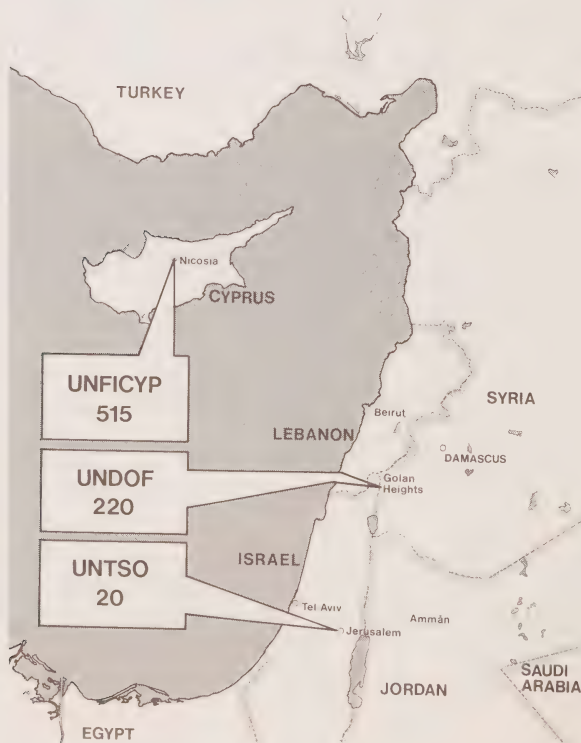 TURKEY
Nicosia
CYPRUS
UNFICYP
515
SYRIA
Beirut
LEBANON
DAMASCUS
Golan
Heights
UNDOF
220
ISRAEL
UNTSO
20
Tel Aviv
Ammān
Jerusalem
SAUDI
ARABIA
JORDAN
EGYPT